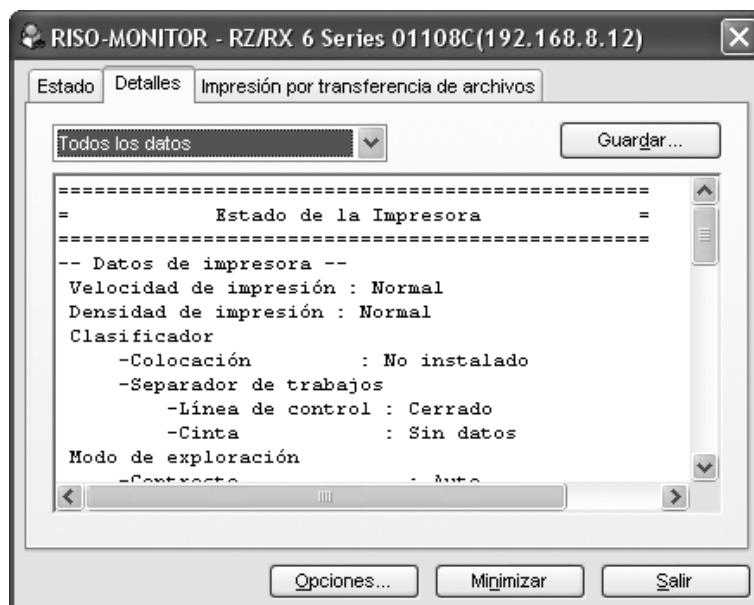 RISO-MONITOR - RZ/RX 6 Series 01108C(192.168.8.12)
Estado Detalles Impresión por transferencia de archivos
Todos los datos Guardar...
=================================================
= Estado de la Impresora =
=================================================
-- Datos de impresora --
Velocidad de impresión : Normal
Densidad de impresión : Normal
Clasificador
-Colocación : No instalado
-Separador de trabajos
-Línea de control : Cerrado
-Cinta : Sin datos
Modo de exploración
-Contraste : Auto
Opciones... Minimizar Salir